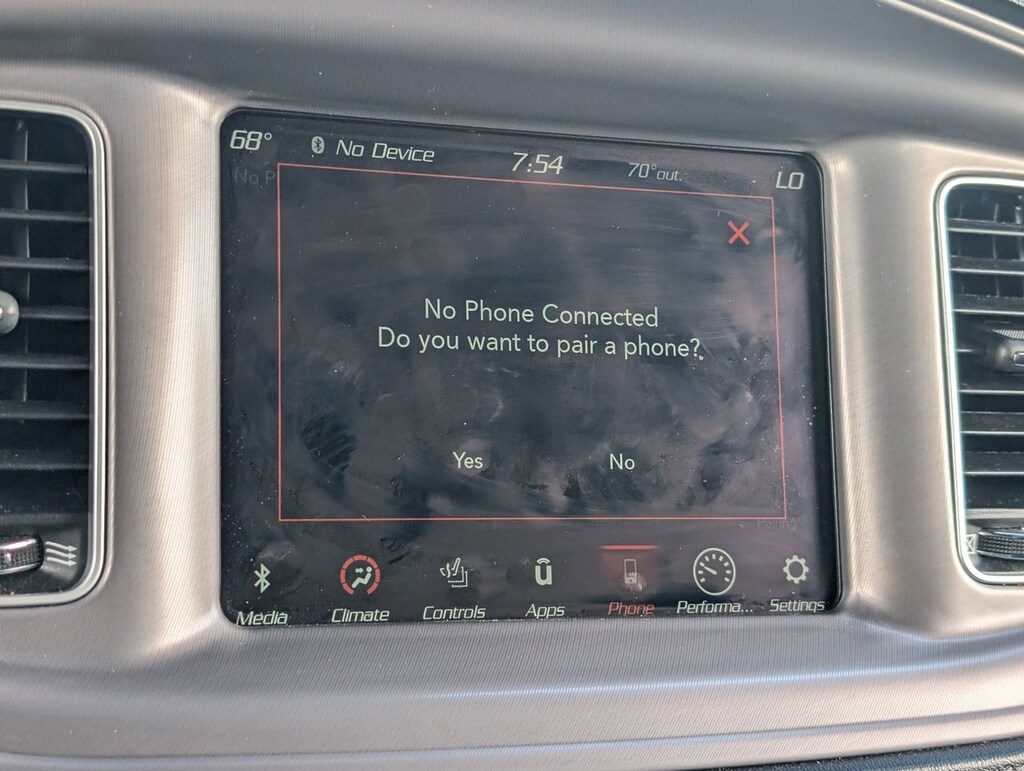 68° No Device 7:54 70° out. LO
No P
No Phone Connected
Do you want to pair a phone?
Yes No
Media Climate Controls Apps Phone Performa... Settings